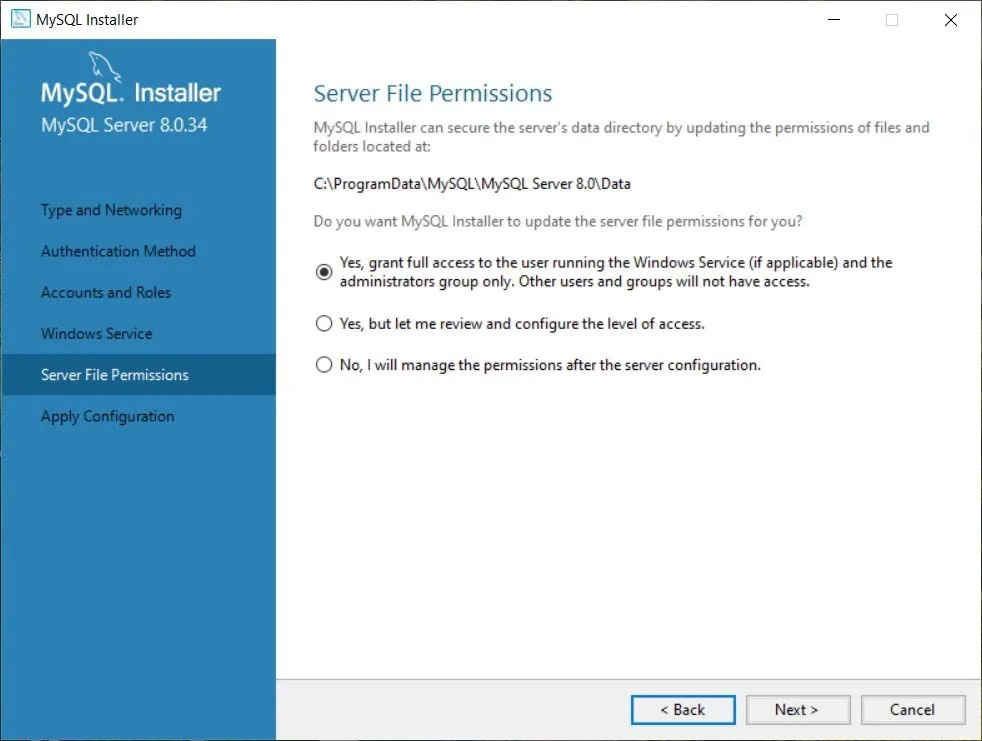 MySQL Installer
MySQL. Installer
MySQL Server 8.0.34
Type and Networking
Authentication Method
Accounts and Roles
Windows Service
Server File Permissions
Apply Configuration
Server File Permissions
MySQL Installer can secure the server's data directory by updating the permissions of files and
folders located at:
C:\ProgramData\MySQL\MySQL Server 8.0\Data
Do you want MySQL Installer to update the server file permissions for you?
Yes, grant full access to the user running the Windows Service (if applicable) and the
administrators group only. Other users and groups will not have access.
Yes, but let me review and configure the level of access.
No, I will manage the permissions after the server configuration.
< Back
Next >
Cancel